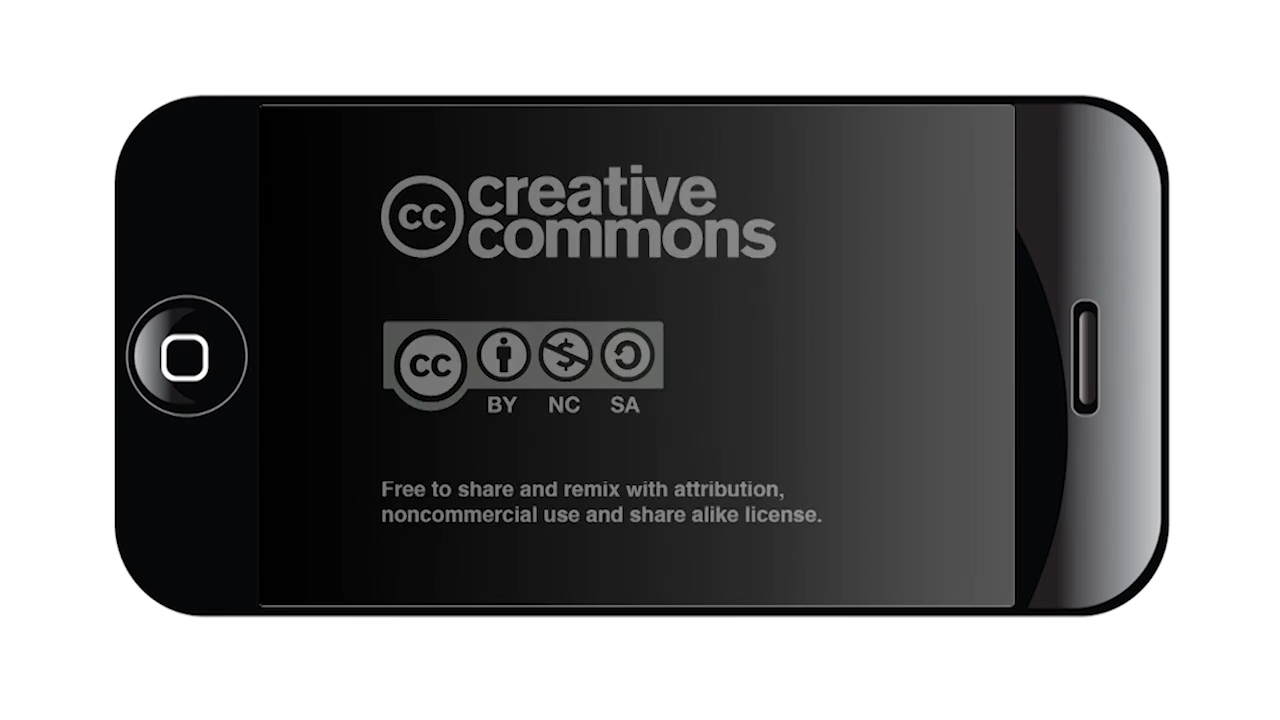 cc creative
commons
cc
BY NC SA
Free to share and remix with attribution,
noncommercial use and share alike license.